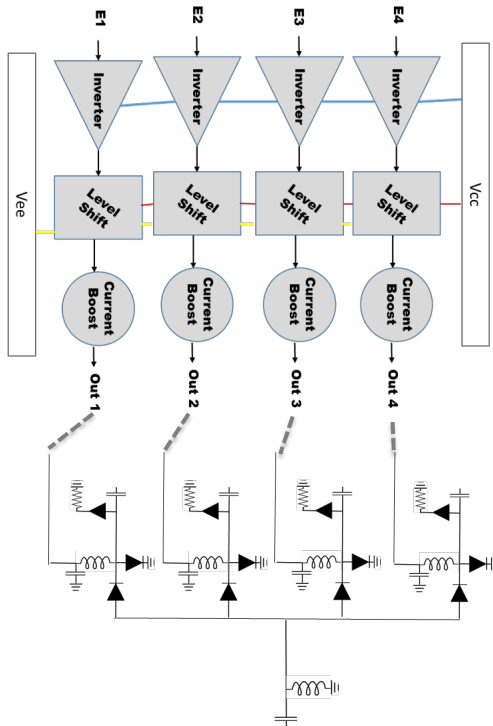 E1
E2
E3
E4
Inverter
Inverter
Inverter
Inverter
Vee
Vcc
Level
Shift
Level
Shift
Level
Shift
Level
Shift
Current
Boost
Current
Boost
Current
Boost
Current
Boost
Out 1
Out 2
Out 3
Out 4